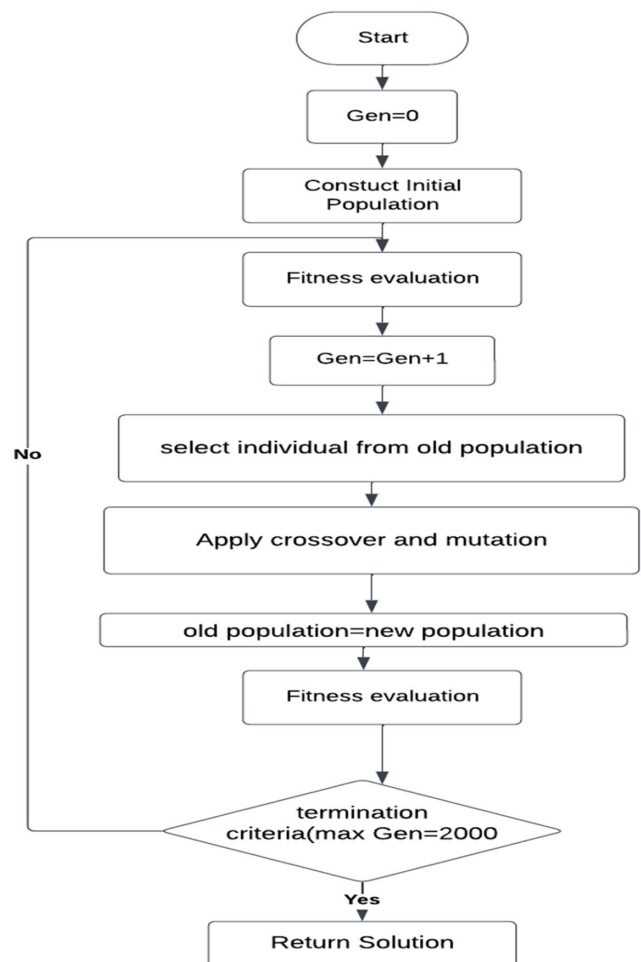 Start
Gen=0
Constuct Initial
Population
Fitness evaluation
Gen=Gen+1
select individual from old population
No
Apply crossover and mutation
old population=new population
Fitness evaluation
termination
criteria(max Gen=2000
Yes
Return Solution